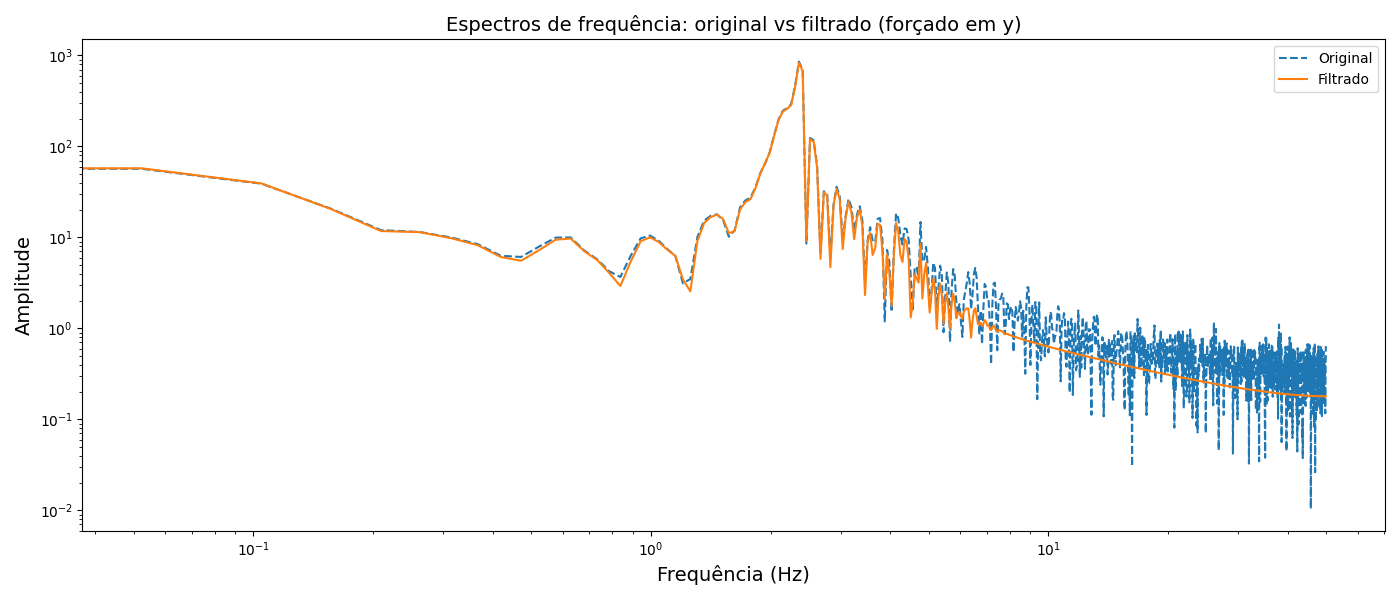 Espectros de frequência: original vs filtrado (forçado em y)
Original
Filtrado
Amplitude
10³
10²
10¹
10⁰
10⁻¹
10⁻²
10⁻¹
10⁰
10¹
Frequência (Hz)